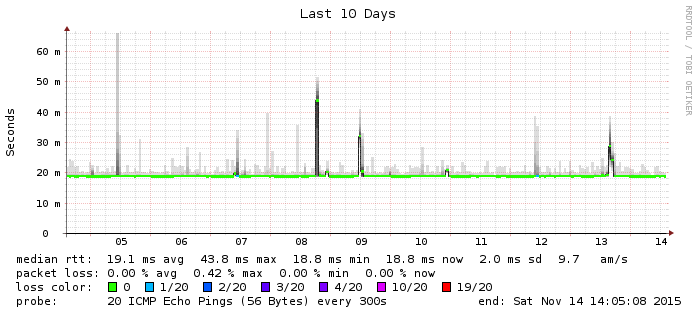 Last 10 Days
RRDTOOL / TOBI OETIKER
Seconds
60 m
50 m
40 m
30 m
20 m
10 m
0
05 06 07 08 09 10 11 12 13 14
median rtt: 19.1 ms avg 43.8 ms max 18.8 ms min 18.8 ms now 2.0 ms sd 9.7 am/s
packet loss: 0.00 % avg 0.42 % max 0.00 % min 0.00 % now
loss color: 0 1/20 2/20 3/20 4/20 10/20 19/20
probe: 20 ICMP Echo Pings (56 Bytes) every 300s end: Sat Nov 14 14:05:08 2015